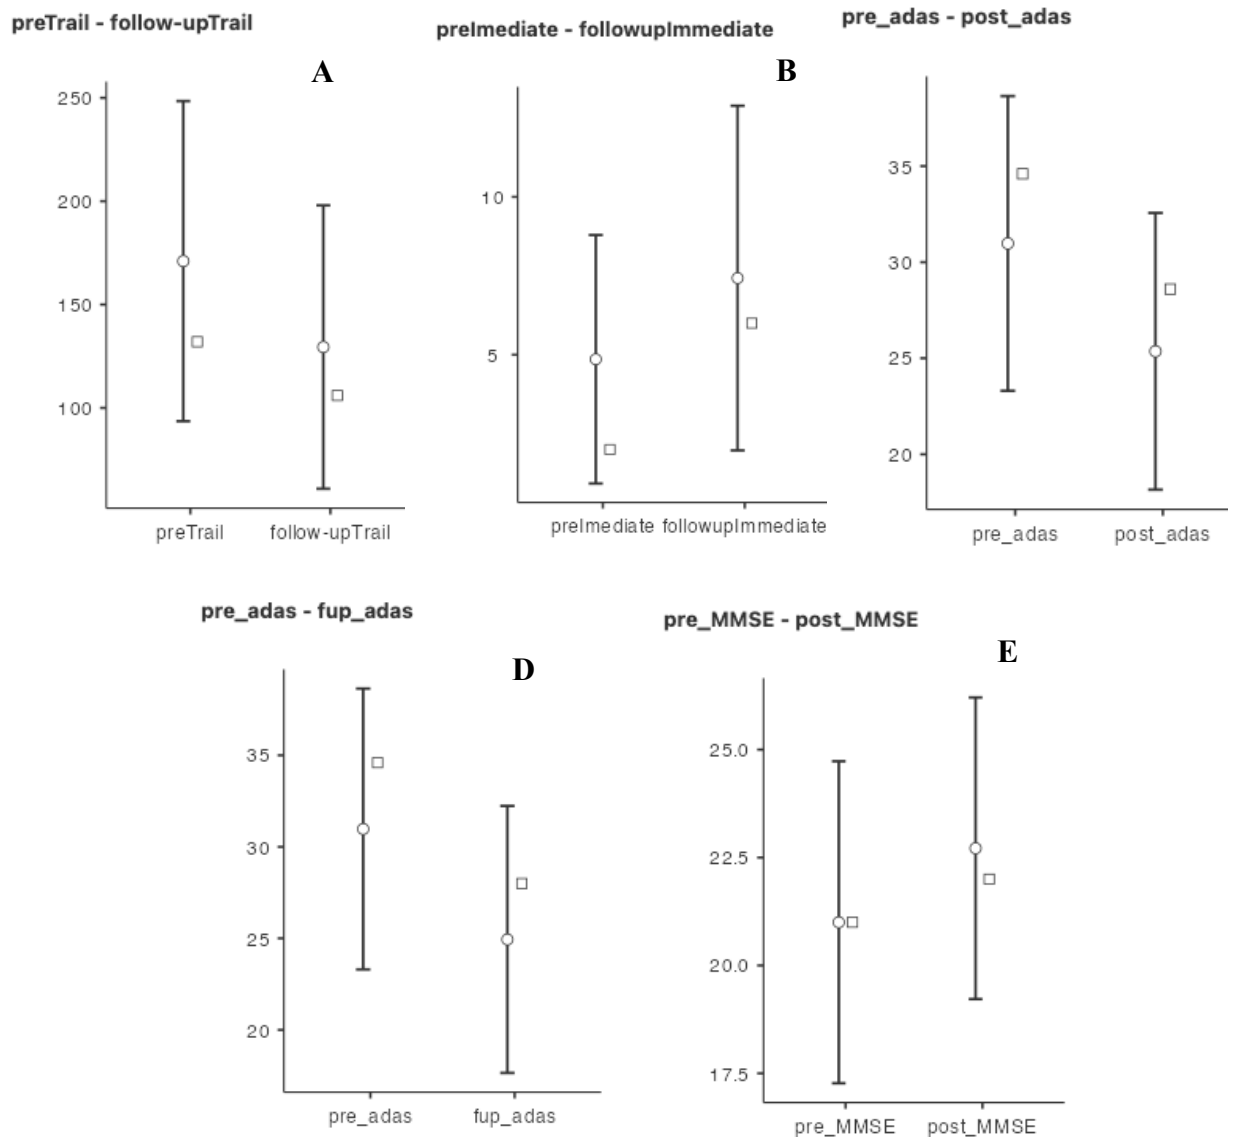 preTrail - follow-upTrail
A
250
200
150
100
preTrail follow-upTrail
preImediate - followupImmediate
B
10
5
preImediate followupImmediate
pre_adas - post_adas
35
30
25
20
pre_adas post_adas
pre_adas - fup_adas
D
35
30
25
20
pre_adas fup_adas
pre_MMSE - post_MMSE
E
25.0
22.5
20.0
17.5
pre_MMSE post_MMSE